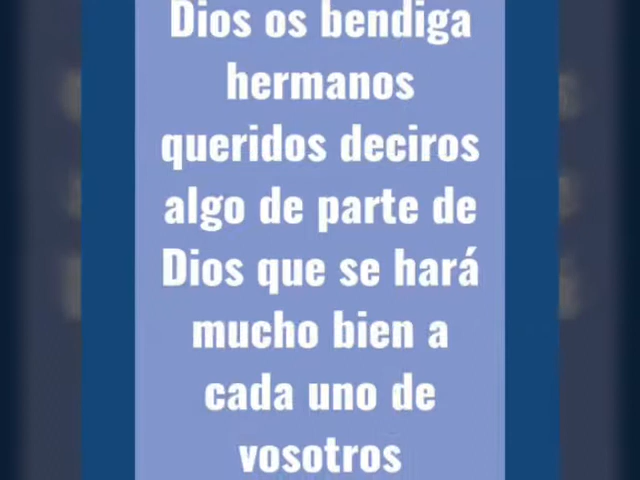 Dios os bendiga
hermanos
queridos deciros
algo de parte de
Dios que se hará
mucho bien a
cada uno de
vosotros